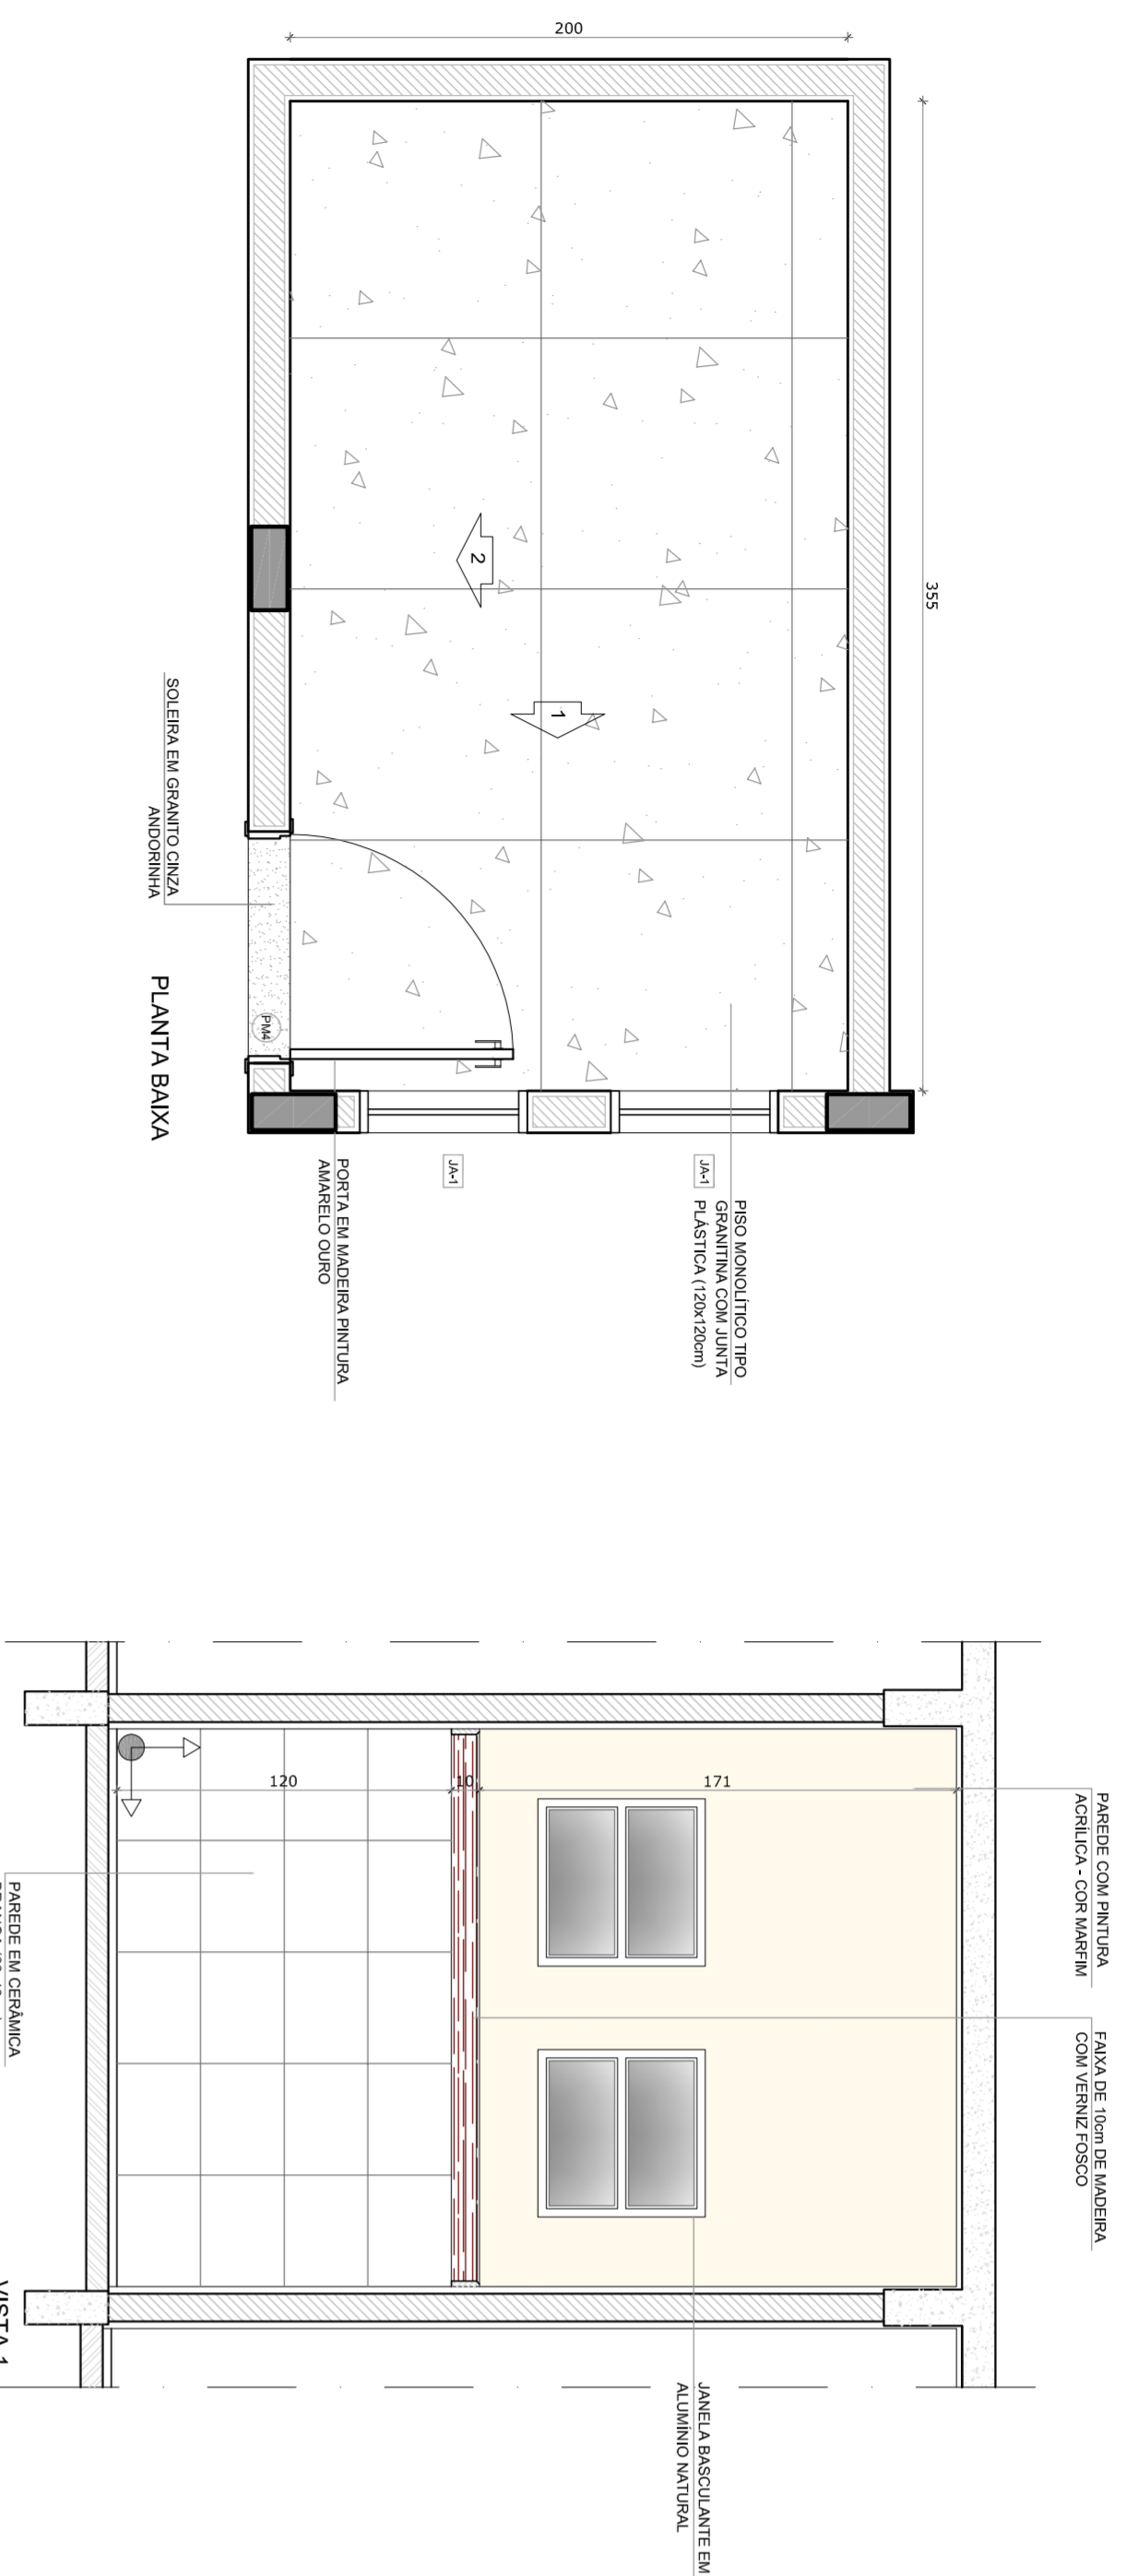 200
355
2
1
SOLEIRA EM GRANITO CINZA
ANDORINHA
PM4
PLANTA BAIXA
JA-1
JA-1
PISO MONOLÍTICO TIPO
GRANITINA COM JUNTA
PLÁSTICA (120x120cm)
PORTA EM MADEIRA PINTURA
AMARELO OURO
PAREDE COM PINTURA
ACRÍLICA - COR MARFIM
FAIXA DE 10cm DE MADEIRA
COM VERNIZ FOSCO
120
10
171
PAREDE EM CERÂMICA
JANELA BASCULANTE EM
ALUMÍNIO NATURAL
VISTA 1